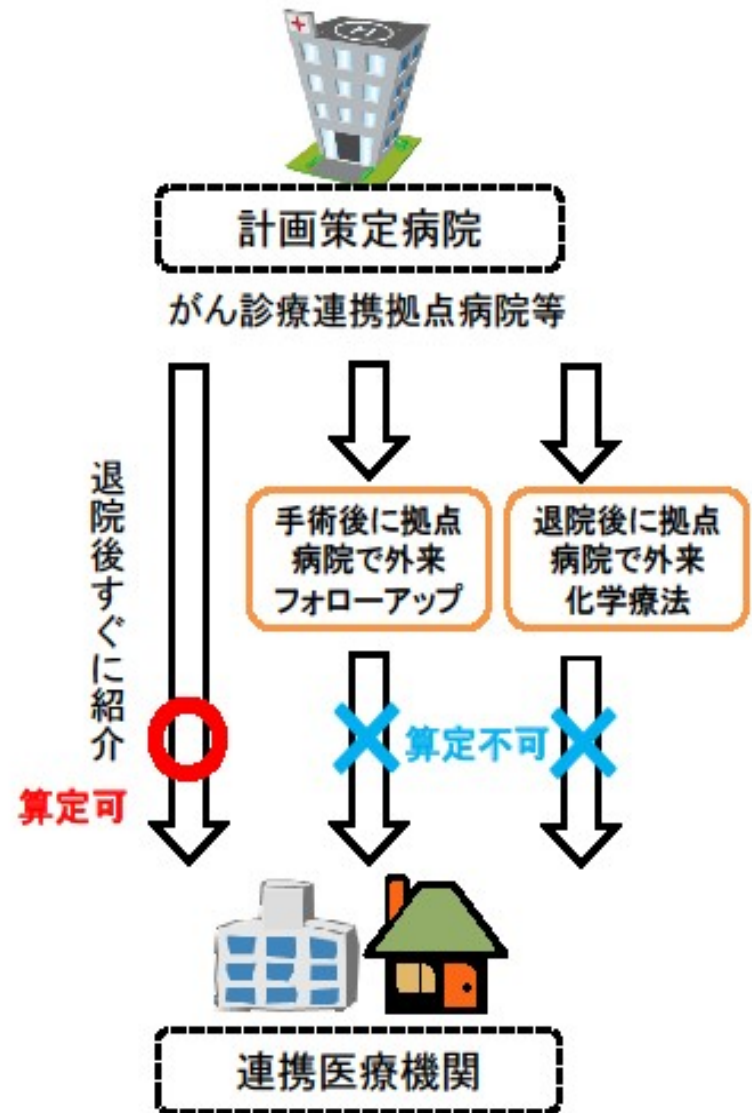 計画策定病院
がん診療連携拠点病院等
退院後すぐに紹介
手術後に拠点
病院で外来
フォローアップ
退院後に拠点
病院で外来
化学療法
算定可
算定不可
連携医療機関